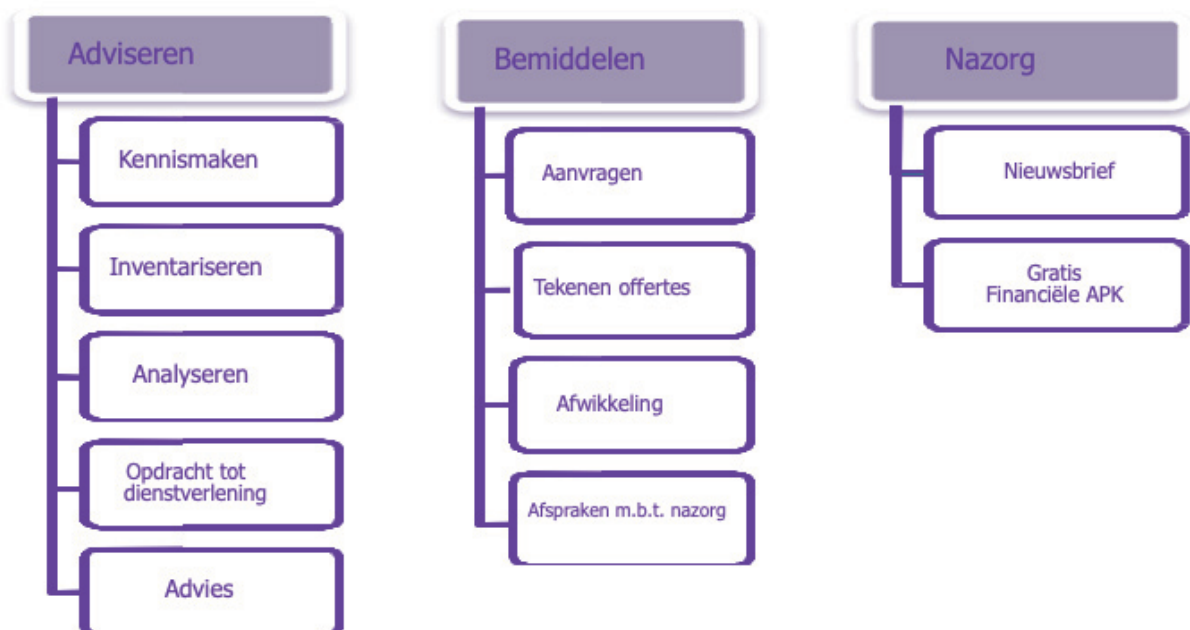 Adviseren
Kennismaken
Inventariseren
Analyseren
Opdracht tot
dienstverlening
Advies
Bemiddelen
Aanvragen
Tekenen offertes
Afwikkeling
Afspraken m.b.t. nazorg
Nazorg
Nieuwsbrief
Gratis
Financiële APK